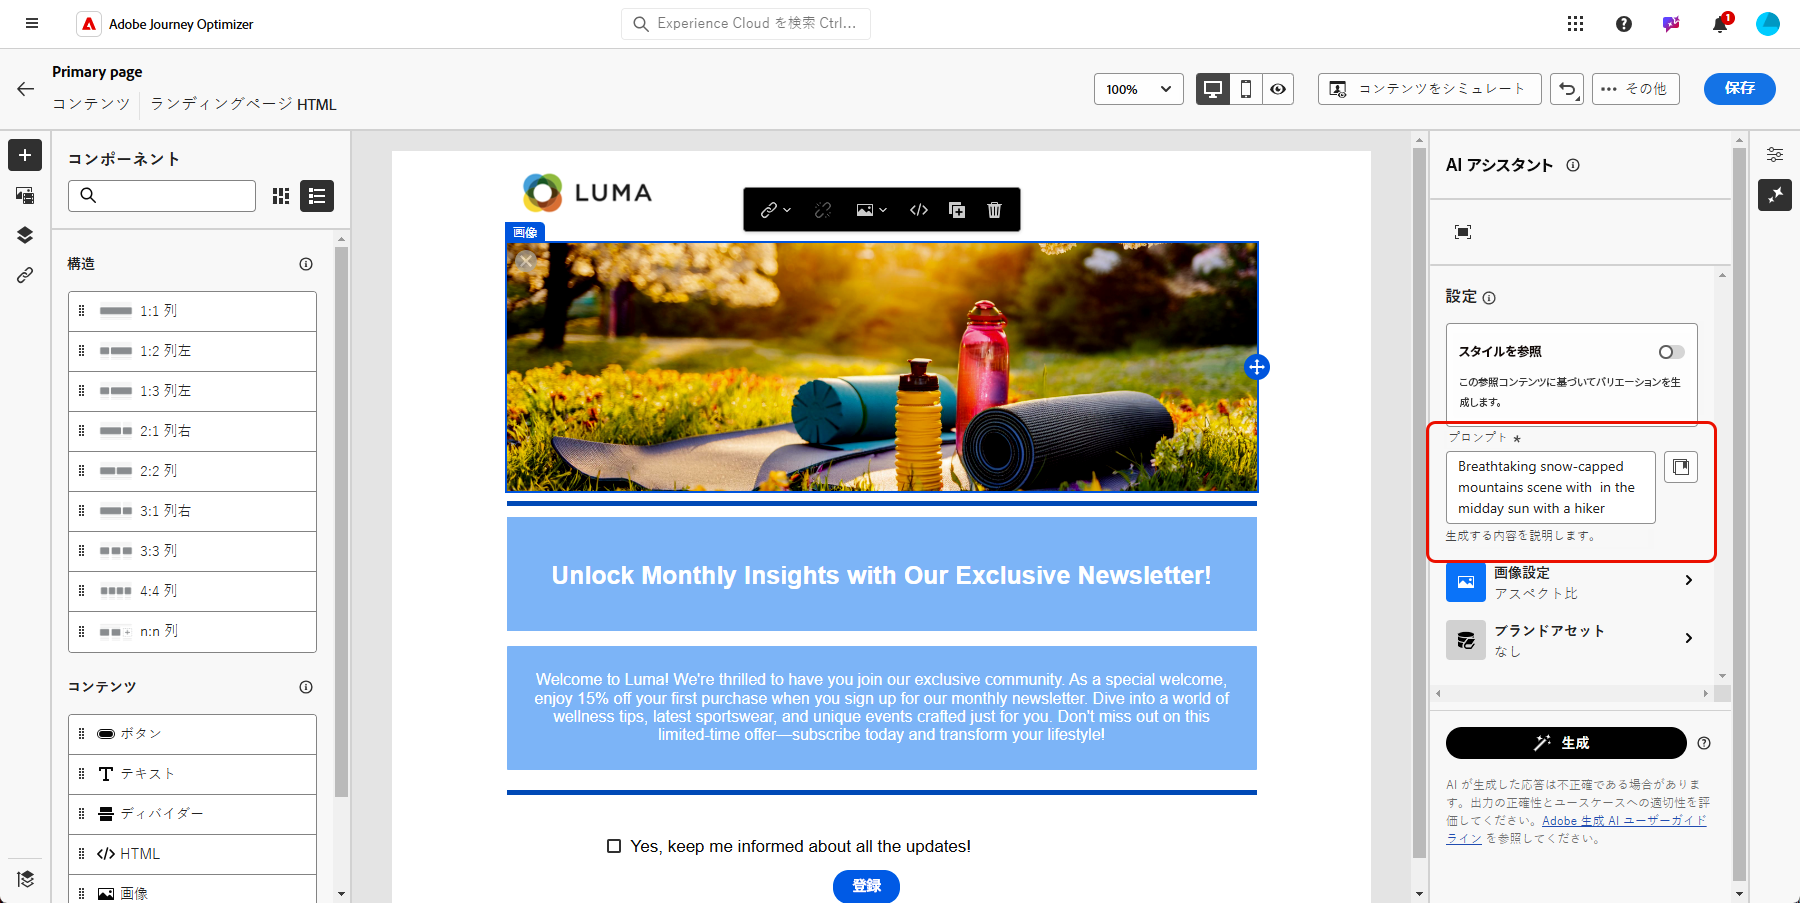 Adobe Journey Optimizer
Experience Cloud を検索 Ctrl...
1
Primary page
コンテンツ
ランディングページ HTML
100%
コンテンツをシミュレート
その他
保存
コンポーネント
構造
1:1 列
1:2 列左
1:3 列左
2:1 列右
2:2 列
3:1 列右
3:3 列
4:4 列
n:n 列
コンテンツ
ボタン
テキスト
ディバイダー
HTML
画像
LUMA
画像
Unlock Monthly Insights with Our Exclusive Newsletter!
Welcome to Luma! We're thrilled to have you join our exclusive community. As a special welcome,
enjoy 15% off your first purchase when you sign up for our monthly newsletter. Dive into a world of
wellness tips, latest sportswear, and unique events crafted just for you. Don't miss out on this
limited-time offer—subscribe today and transform your lifestyle!
Yes, keep me informed about all the updates!
登録
AI アシスタント
設定
スタイルを参照
この参照コンテンツに基づいてバリエーションを生
成します。
プロンプト *
Breathtaking snow-capped
mountains scene with  in the
midday sun with a hiker
生成する内容を説明します。
画像設定
アスペクト比
ブランドアセット
なし
生成
AI が生成した応答は不正確である場合がありま
す。出力の正確性とユースケースへの適切性を評
価してください。Adobe 生成 AI ユーザーガイド
ライン を参照してください。